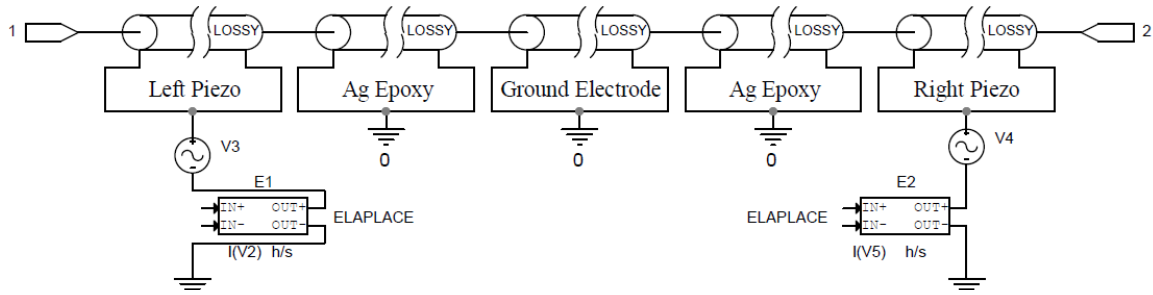 1 LOSSY LOSSY LOSSY LOSSY LOSSY 2
Left Piezo Ag Epoxy Ground Electrode Ag Epoxy Right Piezo
V3 0 0 0 V4
E1 E2
IN+ OUT+ ELAPLACE ELAPLACE IN+ OUT+
IN- OUT- IN- OUT-
I(V2) h/s I(V5) h/s